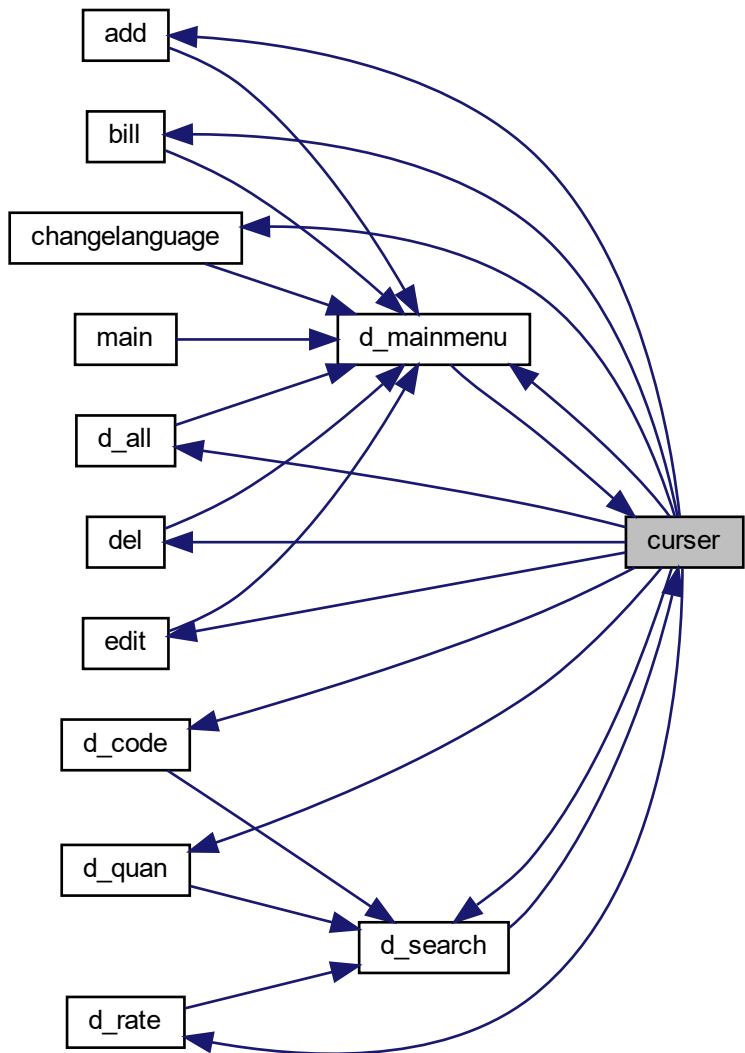 add
bill
changelanguage
main
d_mainmenu
d_all
del
curser
edit
d_code
d_quan
d_search
d_rate